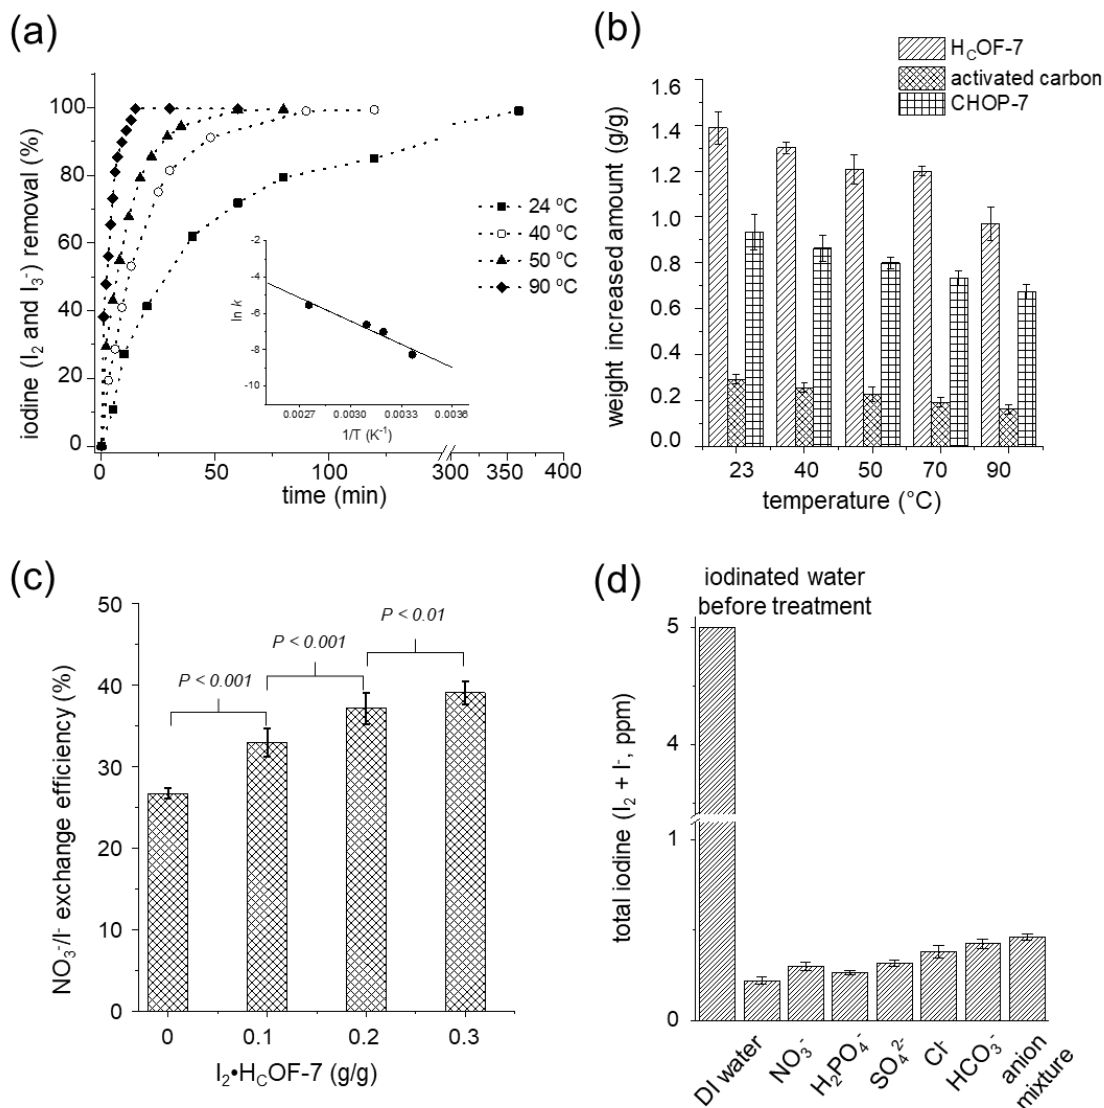 (a)
iodine (I₂ and I₃⁻) removal (%)
100
80
60
40
20
0
0
50
100
300
400
time (min)
24 °C
40 °C
50 °C
90 °C
ln k
-2
-4
-6
-8
-10
0.0027
0.0030
0.0033
0.0036
1/T (K⁻¹)
(b)
HCOF-7
activated carbon
CHOP-7
weight increased amount (g/g)
1.6
1.4
1.2
1.0
0.8
0.6
0.4
0.2
0.0
23
40
50
70
90
temperature (°C)
(c)
NO₃⁻/I⁻ exchange efficiency (%)
50
40
30
20
10
0
P < 0.001
P < 0.001
P < 0.01
0
0.1
0.2
0.3
I₂•HCOF-7 (g/g)
(d)
iodinated water
before treatment
total iodine (I₂ + I⁻, ppm)
5
4
1
0
DI water
NO₃⁻
H₂PO₄⁻
SO₄²⁻
Cl⁻
HCO₃⁻
anion
mixture